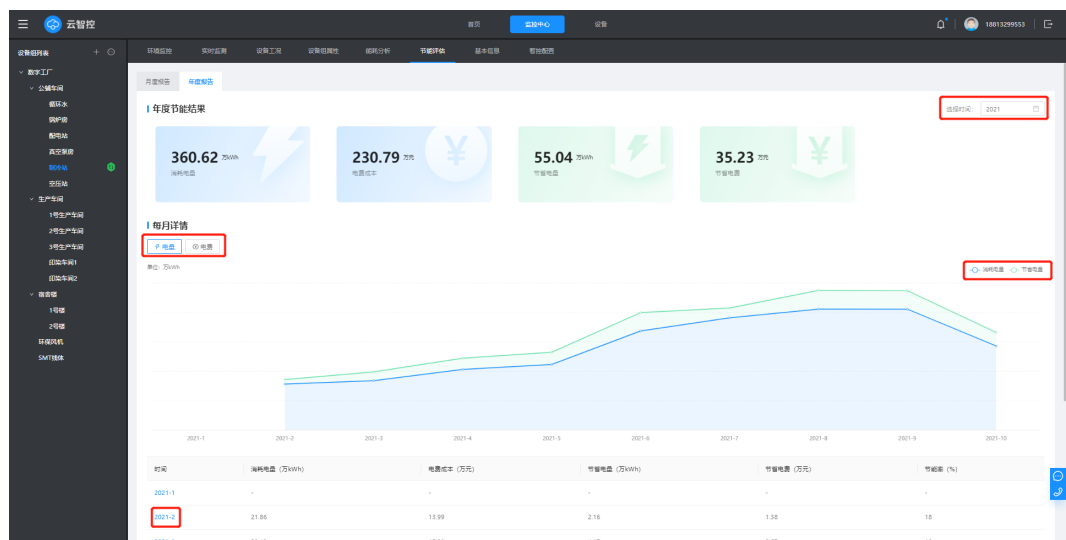 云智控
首页
监控中心
设备
18813299553
设备组列表
环境监控
实时监测
设备工况
设备组属性
能耗分析
节能评估
基本信息
智控配置
数字工厂
公辅车间
循环水
锅炉房
配电站
真空泵房
制冷站
空压站
生产车间
1号生产车间
2号生产车间
3号生产车间
印染车间1
印染车间2
宿舍楼
1号楼
2号楼
环保风机
SMT线体
月度报告
年度报告
年度节能结果
选择时间:
2021
360.62 万kWh
消耗电量
230.79 万元
电费成本
55.04 万kWh
节省电量
35.23 万元
节省电费
每月详情
电量
电费
单位: 万kWh
消耗电量
节省电量
2021-1
2021-2
2021-3
2021-4
2021-5
2021-6
2021-7
2021-8
2021-9
2021-10
时间
消耗电量 (万kWh)
电费成本 (万元)
节省电量 (万kWh)
节省电费 (万元)
节能率 (%)
2021-1
-
-
-
-
-
2021-2
21.86
13.99
2.16
1.38
18